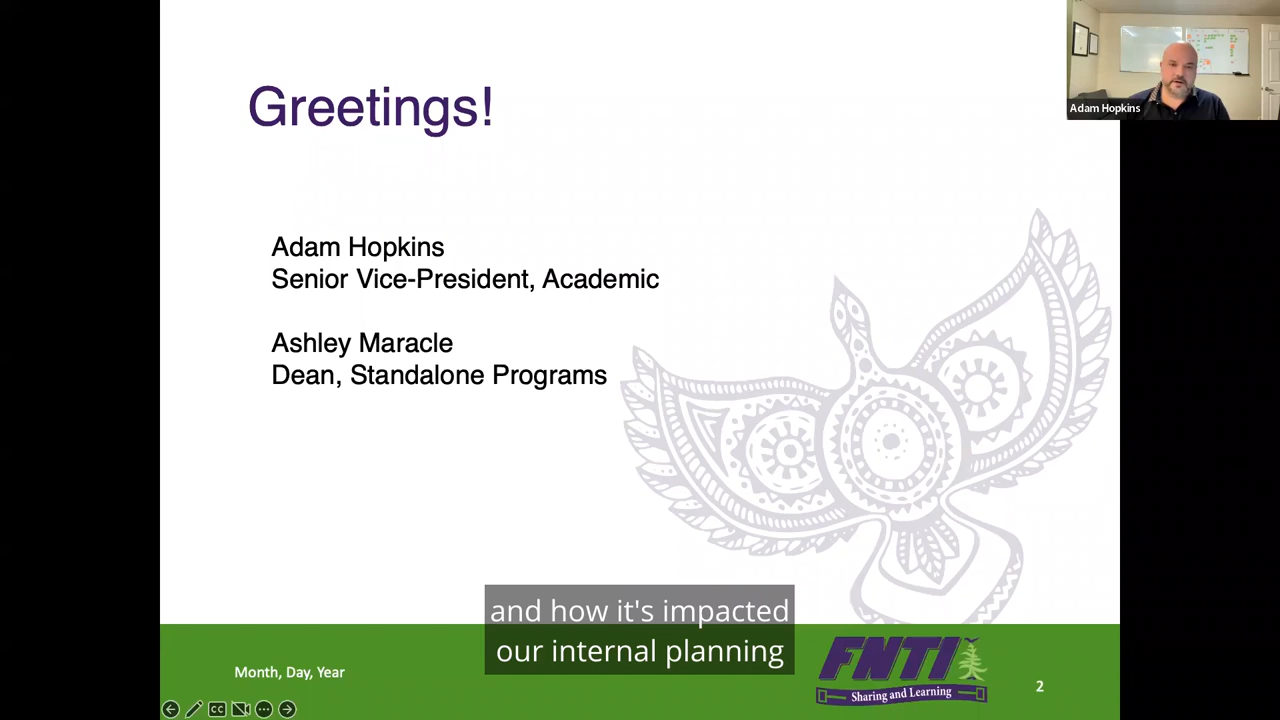 Greetings!
Adam Hopkins
Adam Hopkins
Senior Vice-President, Academic
Ashley Maracle
Dean, Standalone Programs
and how it's impacted
our internal planning
Month, Day, Year
FNTI
Sharing and Learning
2
CC